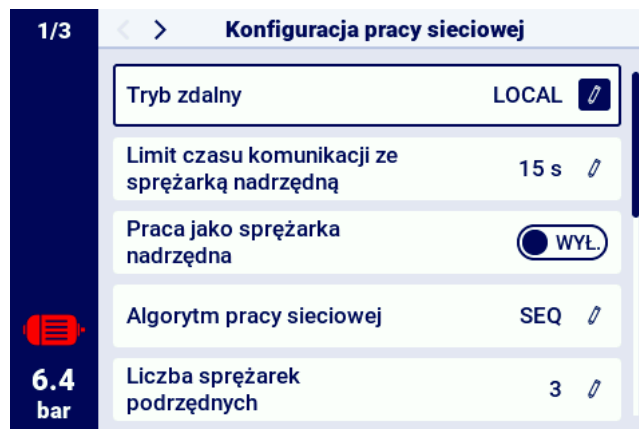 1/3
Konfiguracja pracy sieciowej
Tryb zdalny LOCAL
Limit czasu komunikacji ze
sprężarką nadrzędną 15 s
Praca jako sprężarka
nadrzędna WYŁ.
Algorytm pracy sieciowej SEQ
Liczba sprężarek
podrzędnych 3
6.4
bar